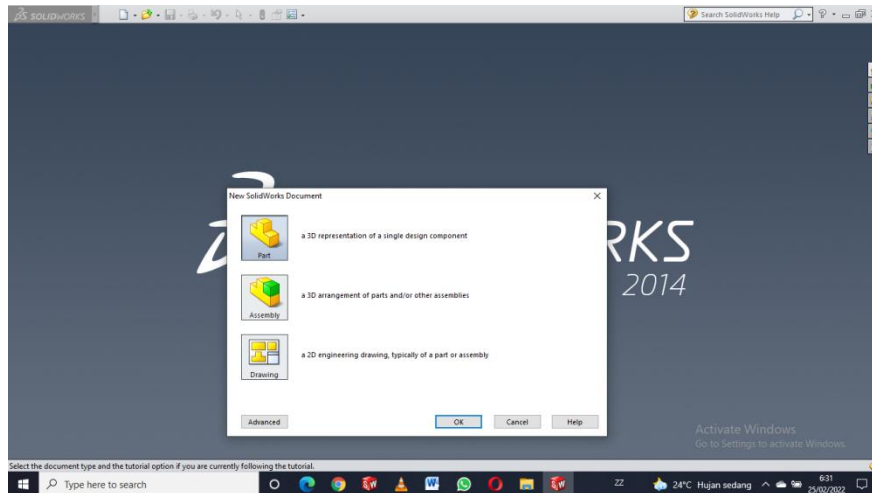 SOLIDWORKS
Search SolidWorks Help
RKS
2014
New SolidWorks Document
Part
a 3D representation of a single design component
Assembly
a 3D arrangement of parts and/or other assemblies
Drawing
a 2D engineering drawing, typically of a part or assembly
Advanced
OK
Cancel
Help
Activate Windows
Go to Settings to activate Windows.
Select the document type and the tutorial option if you are currently following the tutorial.
Type here to search
ZZ
24°C Hujan sedang
6:31
25/02/2022